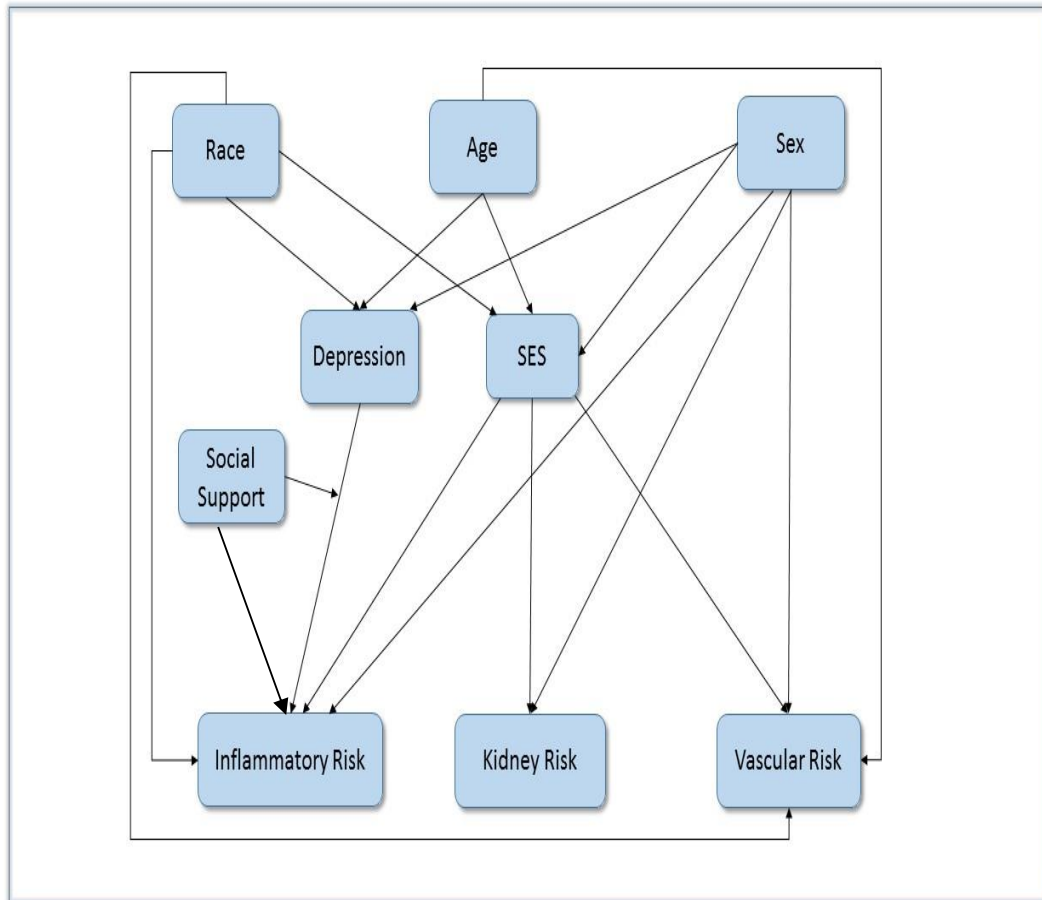 Race
Age
Sex
Depression
SES
Social
Support
Inflammatory Risk
Kidney Risk
Vascular Risk